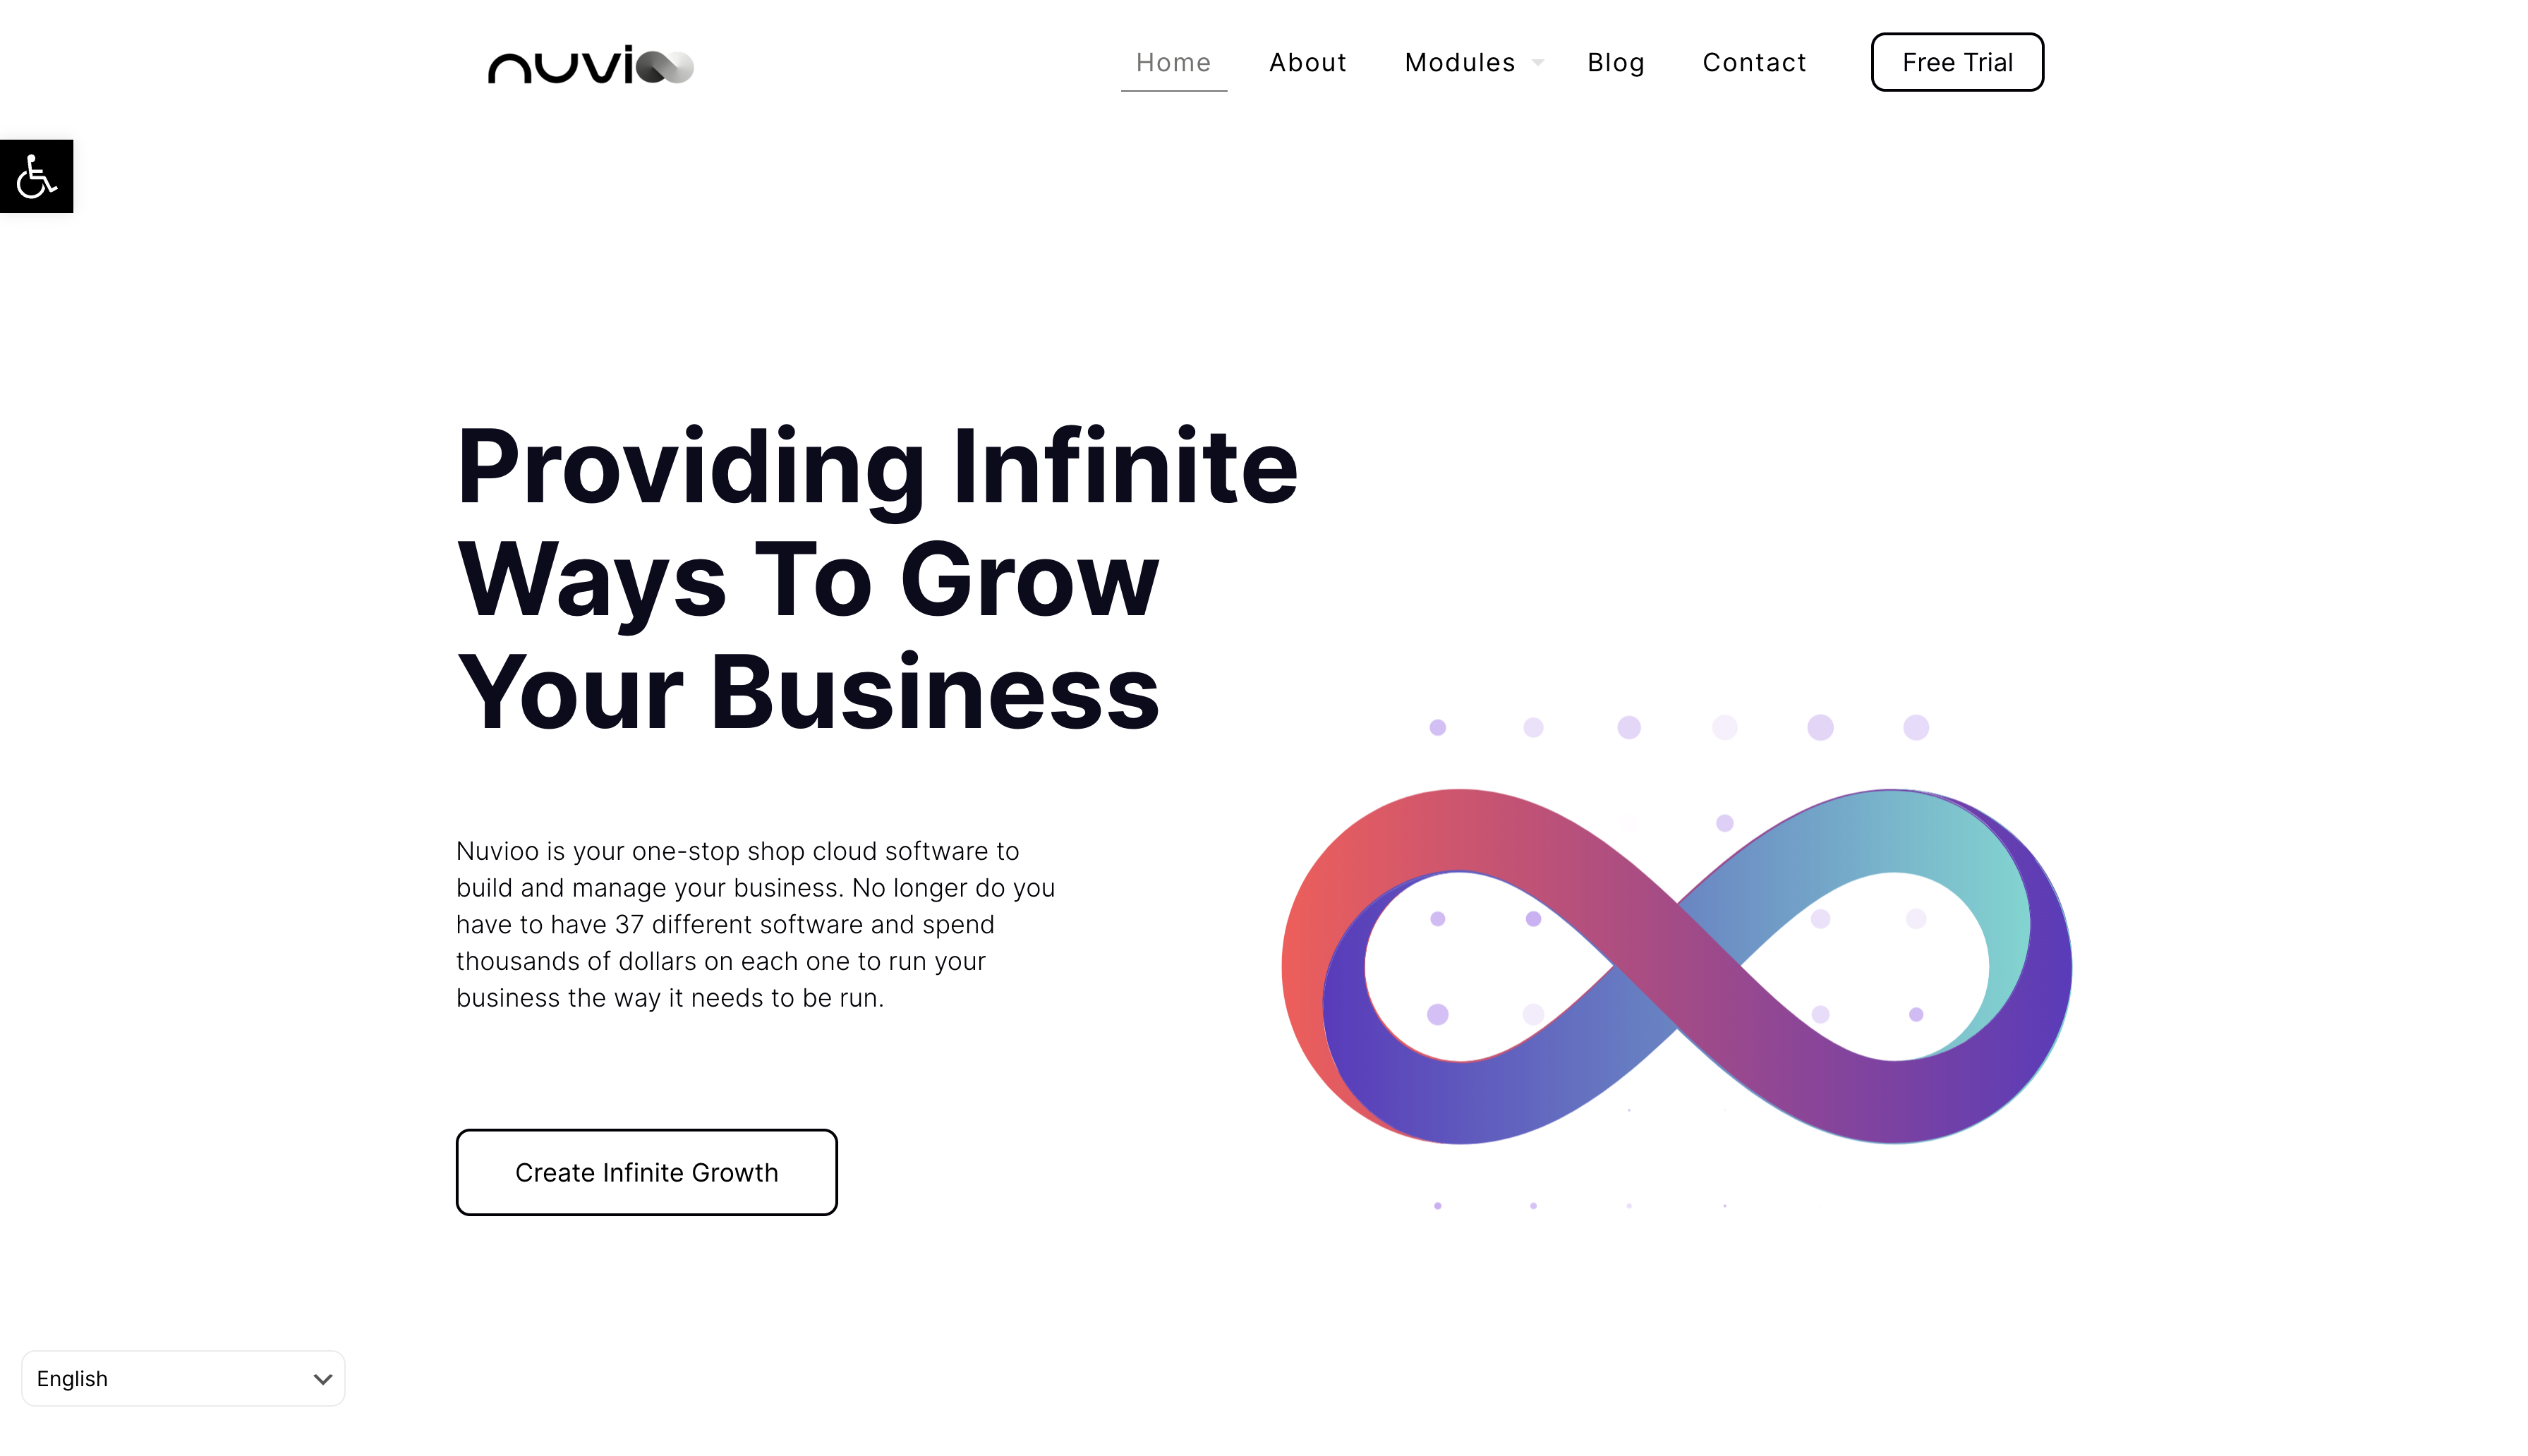 nuvioo
Home About Modules Blog Contact Free Trial
Providing Infinite
Ways To Grow
Your Business
Nuvioo is your one-stop shop cloud software to
build and manage your business. No longer do you
have to have 37 different software and spend
thousands of dollars on each one to run your
business the way it needs to be run.
Create Infinite Growth
English